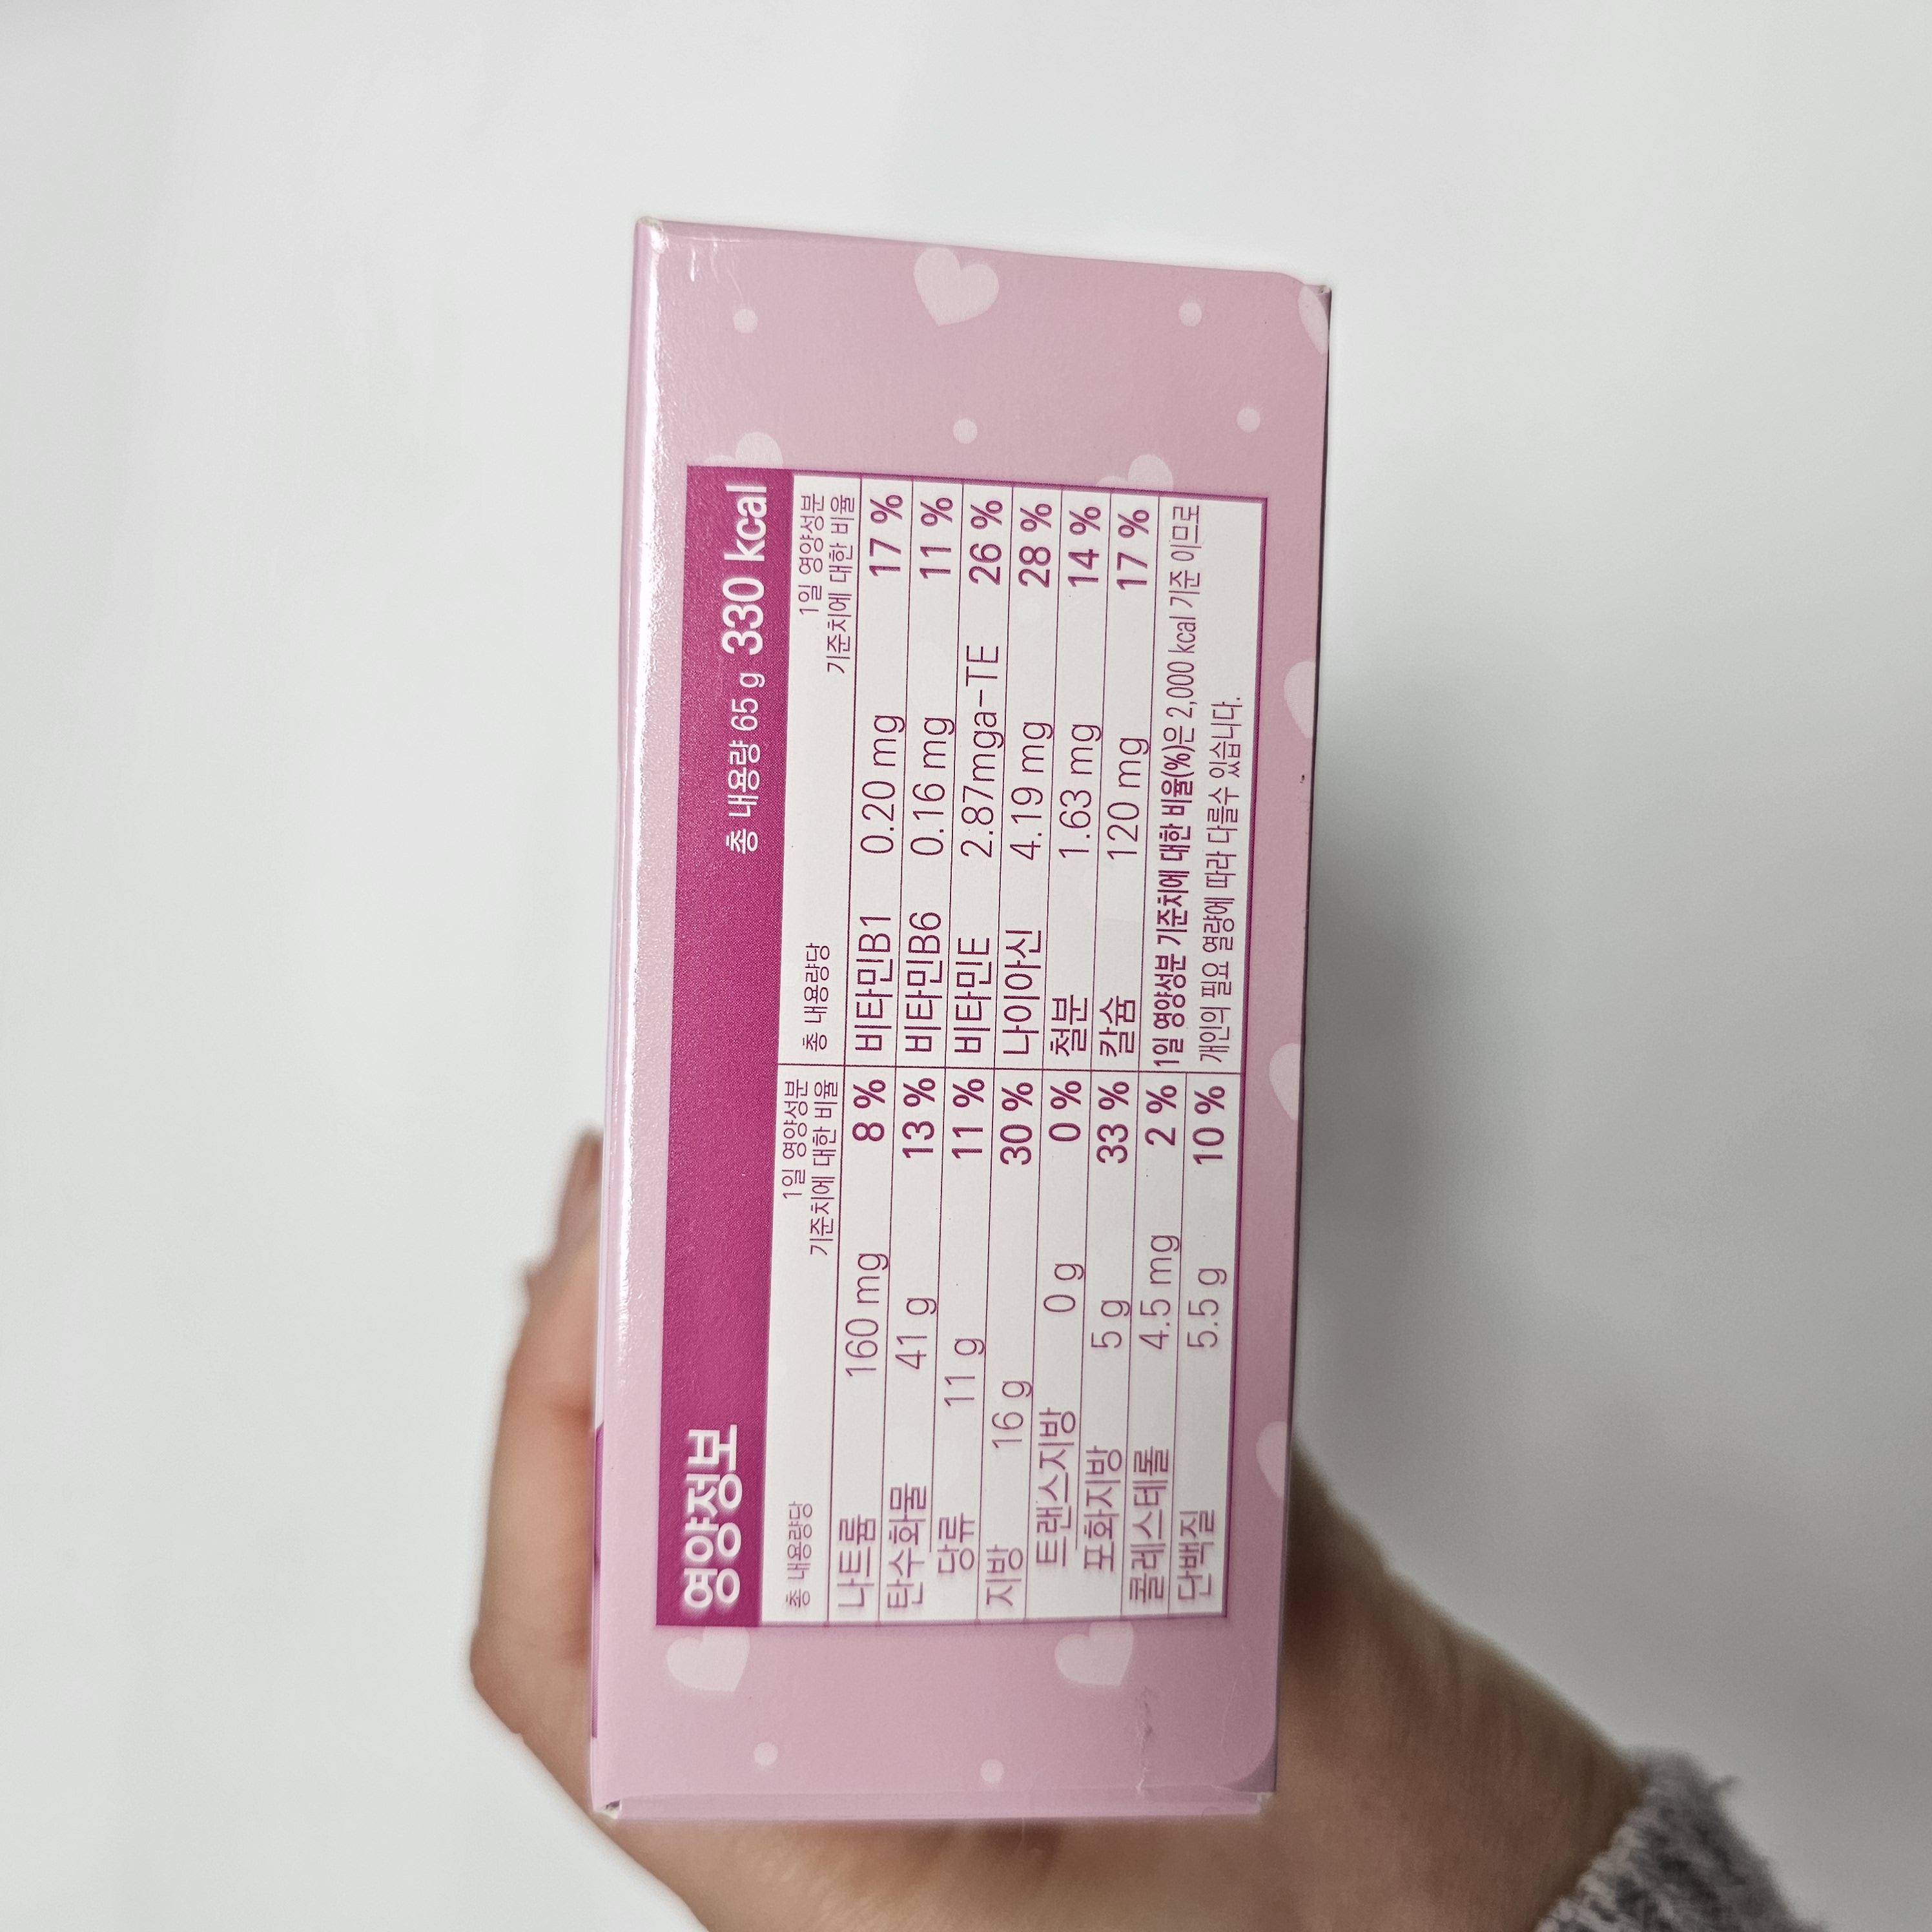 영양정보
총 내용량 65 g 330 kcal
총 내용량당 1일 영양성분
기준치에 대한 비율
나트륨 160 mg 8 %
탄수화물 41 g 13 %
당류 11 g 11 %
지방 16 g 30 %
트랜스지방 0 g 0 %
포화지방 5 g 33 %
콜레스테롤 4.5 mg 2 %
단백질 5.5 g 10 %
총 내용량당 1일 영양성분
기준치에 대한 비율
비타민B1 0.20 mg 17 %
비타민B6 0.16 mg 11 %
비타민E 2.87mga-TE 26 %
나이아신 4.19 mg 28 %
철분 1.63 mg 14 %
칼슘 120 mg 17 %
1일 영양성분 기준치에 대한 비율(%)은 2,000 kcal 기준 이므로
개인의 필요 열량에 따라 다를수 있습니다.